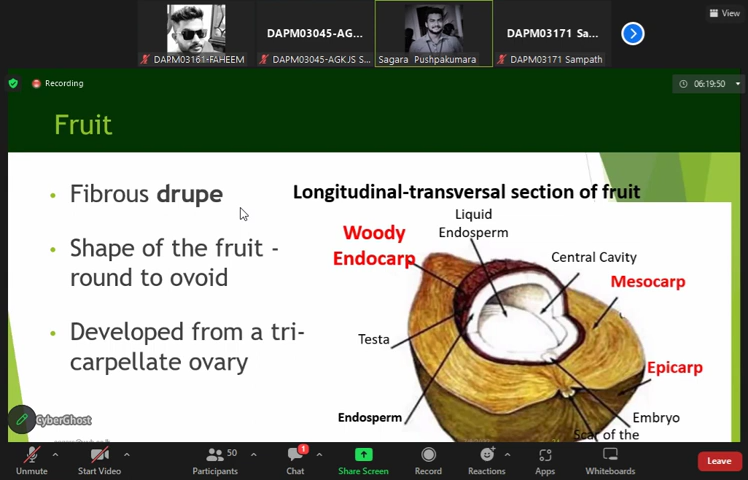 View
DAPM03045-AG...
DAPM03171 Sa...
DAPM03161-FAHEEM
DAPM03045-AGKJS S...
Sagara Pushpakumara
DAPM03171 Sampath
Recording
06:19:50
Fruit
Fibrous drupe
Shape of the fruit -
round to ovoid
Developed from a tri-
carpellate ovary
Longitudinal-transversal section of fruit
Liquid
Endosperm
Woody
Endocarp
Central Cavity
Mesocarp
Testa
Epicarp
Endosperm
Embryo
Scar of the
CyberGhost
Unmute
Start Video
50
Participants
1
Chat
Share Screen
Record
Reactions
Apps
Whiteboards
Leave